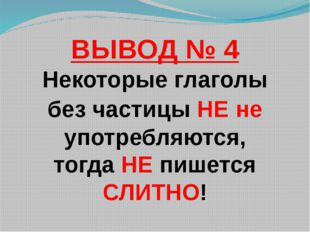 ВЫВОД № 4
Некоторые глаголы
без частицы НЕ не
употребляются,
тогда НЕ пишется
СЛИТНО!